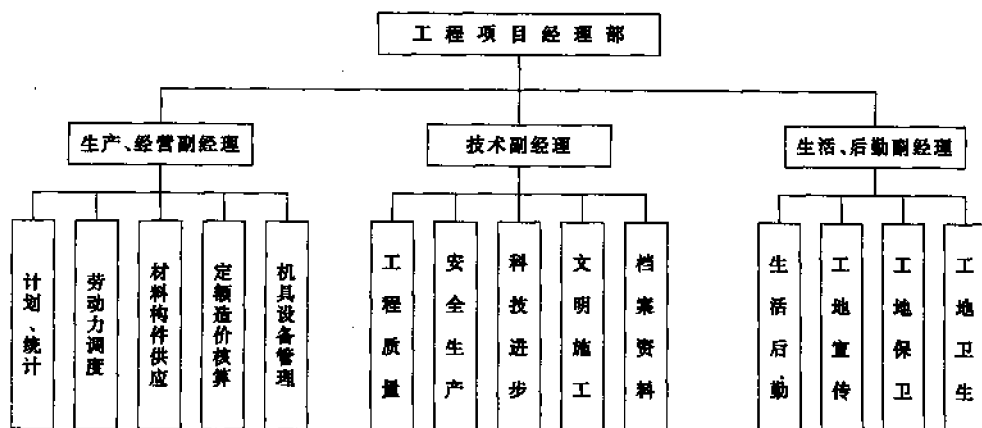 工程项目经理部
生产、经营副经理
技术副经理
生活、后勤副经理
计划、统计
劳动力调度
材料构件供应
定额造价核算
机具设备管理
工程质量
安全生产
科技进步
文明施工
档案资料
生活后勤
工地宣传
工地保卫
工地卫生